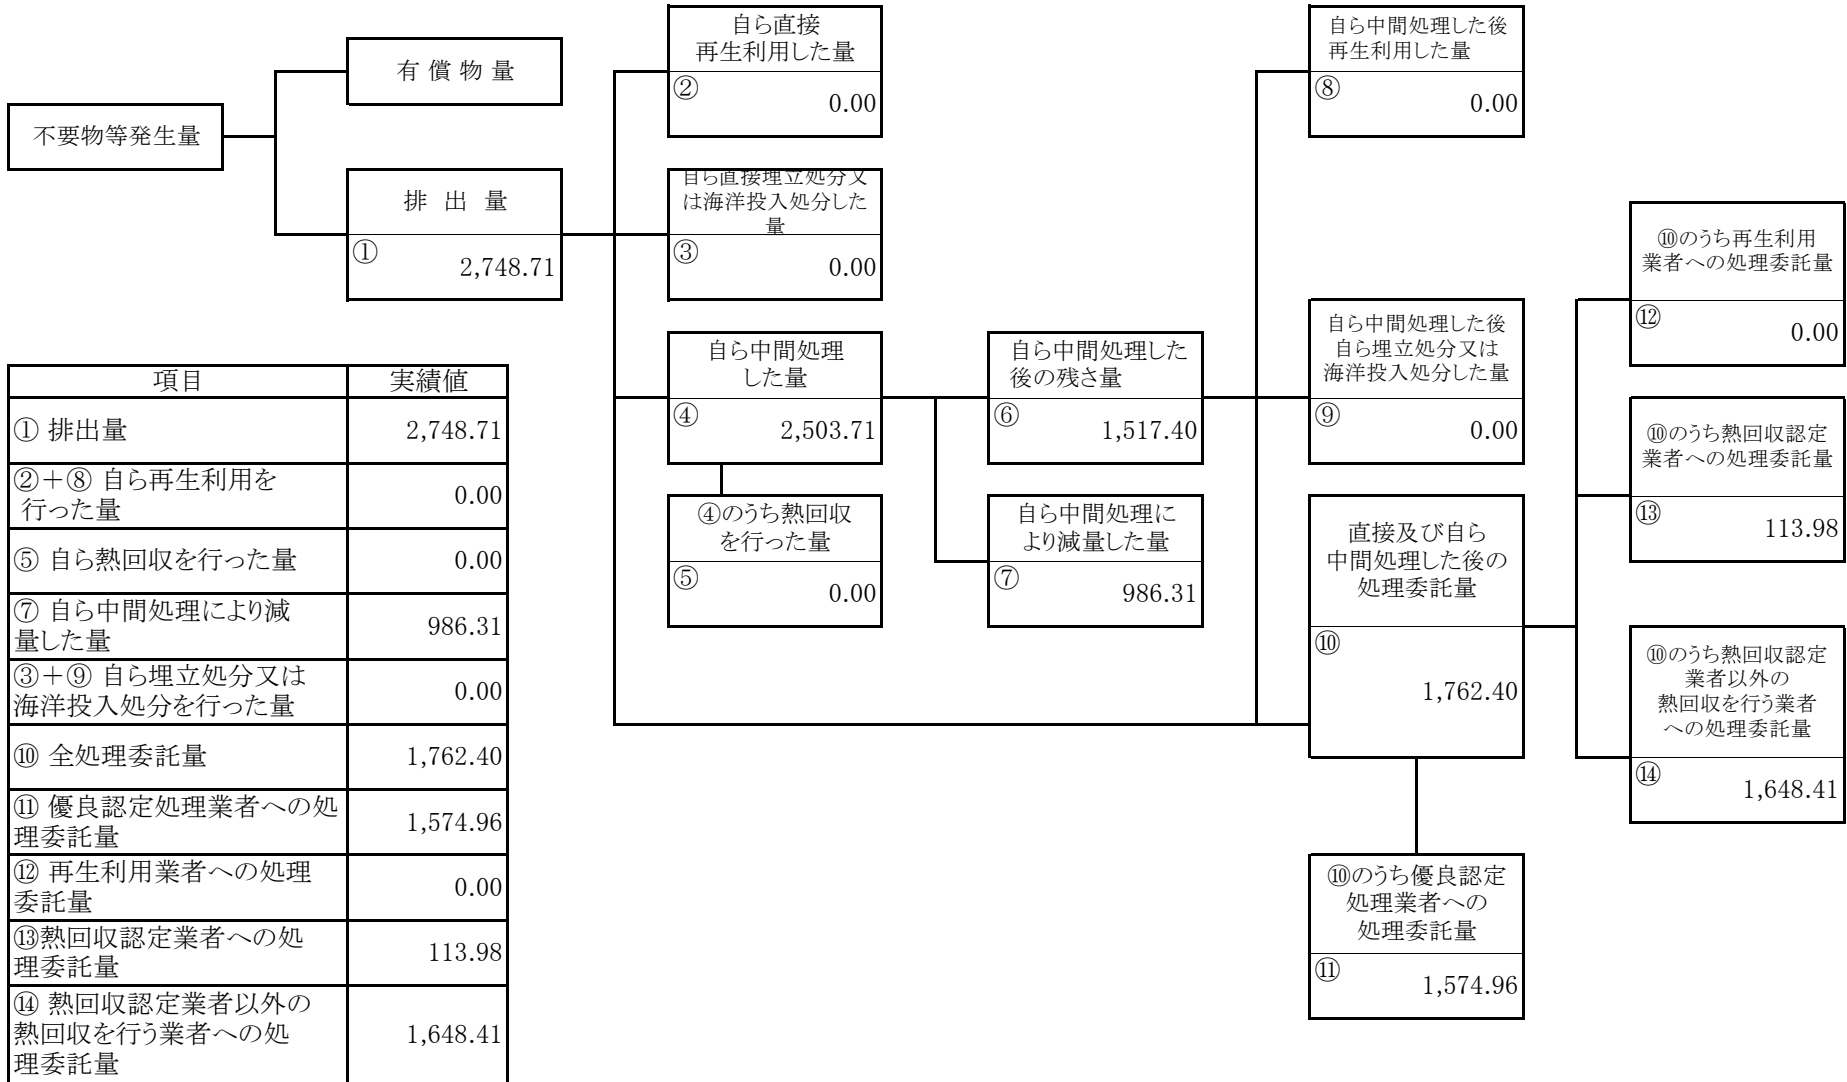 不要物等発生量
有 償 物 量
排 出 量
①
2,748.71
自ら直接
再生利用した量
②
0.00
自ら直接埋立処分又
は海洋投入処分した
量
③
0.00
自ら中間処理
した量
④
2,503.71
④のうち熱回収
を行った量
⑤
0.00
自ら中間処理した
後の残さ量
⑥
1,517.40
自ら中間処理に
より減量した量
⑦
986.31
自ら中間処理した後
再生利用した量
⑧
0.00
自ら中間処理した後
自ら埋立処分又は
海洋投入処分した量
⑨
0.00
直接及び自ら
中間処理した後の
処理委託量
⑩
1,762.40
⑩のうち優良認定
処理業者への
処理委託量
⑪
1,574.96
⑩のうち再生利用
業者への処理委託量
⑫
0.00
⑩のうち熱回収認定
業者への処理委託量
⑬
113.98
⑩のうち熱回収認定
業者以外の
熱回収を行う業者
への処理委託量
⑭
1,648.41
項目 実績値
① 排出量 2,748.71
②＋⑧ 自ら再生利用を
行った量 0.00
⑤ 自ら熱回収を行った量 0.00
⑦ 自ら中間処理により減
量した量 986.31
③＋⑨ 自ら埋立処分又は
海洋投入処分を行った量 0.00
⑩ 全処理委託量 1,762.40
⑪ 優良認定処理業者への処
理委託量 1,574.96
⑫ 再生利用業者への処理
委託量 0.00
⑬熱回収認定業者への処
理委託量 113.98
⑭ 熱回収認定業者以外の
熱回収を行う業者への処
理委託量 1,648.41